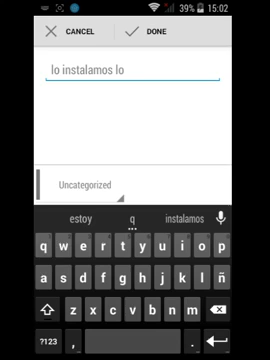 39% 15:02
CANCEL DONE
lo instalamos lo
Uncategorized
estoy q instalamos
q w e r t y u i o p
a s d f g h j k l ñ
z x c v b n m
?123 , .